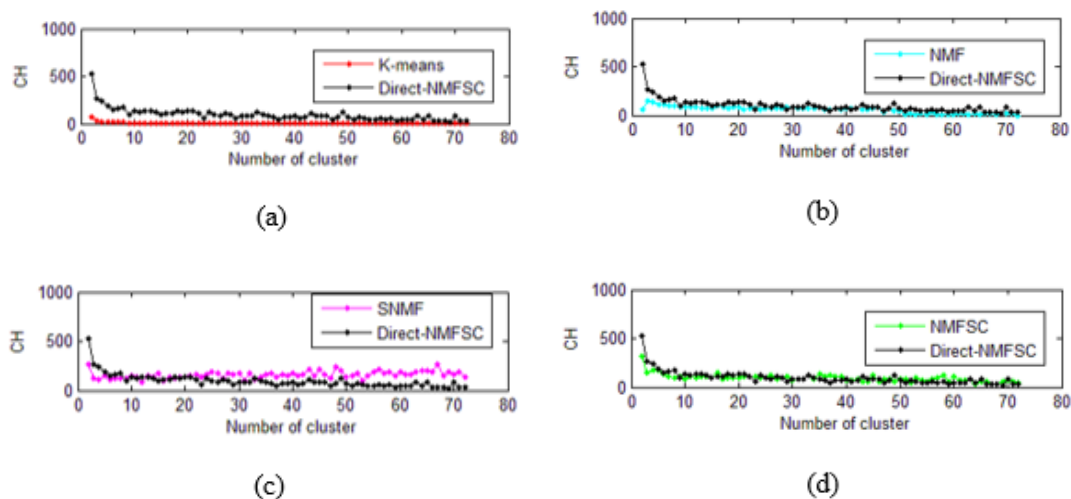 1000
500
0
CH
K-means
Direct-NMFSC
0 10 20 30 40 50 60 70 80
Number of cluster
(a)
1000
500
0
CH
NMF
Direct-NMFSC
0 10 20 30 40 50 60 70 80
Number of cluster
(b)
1000
500
0
CH
SNMF
Direct-NMFSC
0 10 20 30 40 50 60 70 80
Number of cluster
(c)
1000
500
0
CH
NMFSC
Direct-NMFSC
0 10 20 30 40 50 60 70 80
Number of cluster
(d)